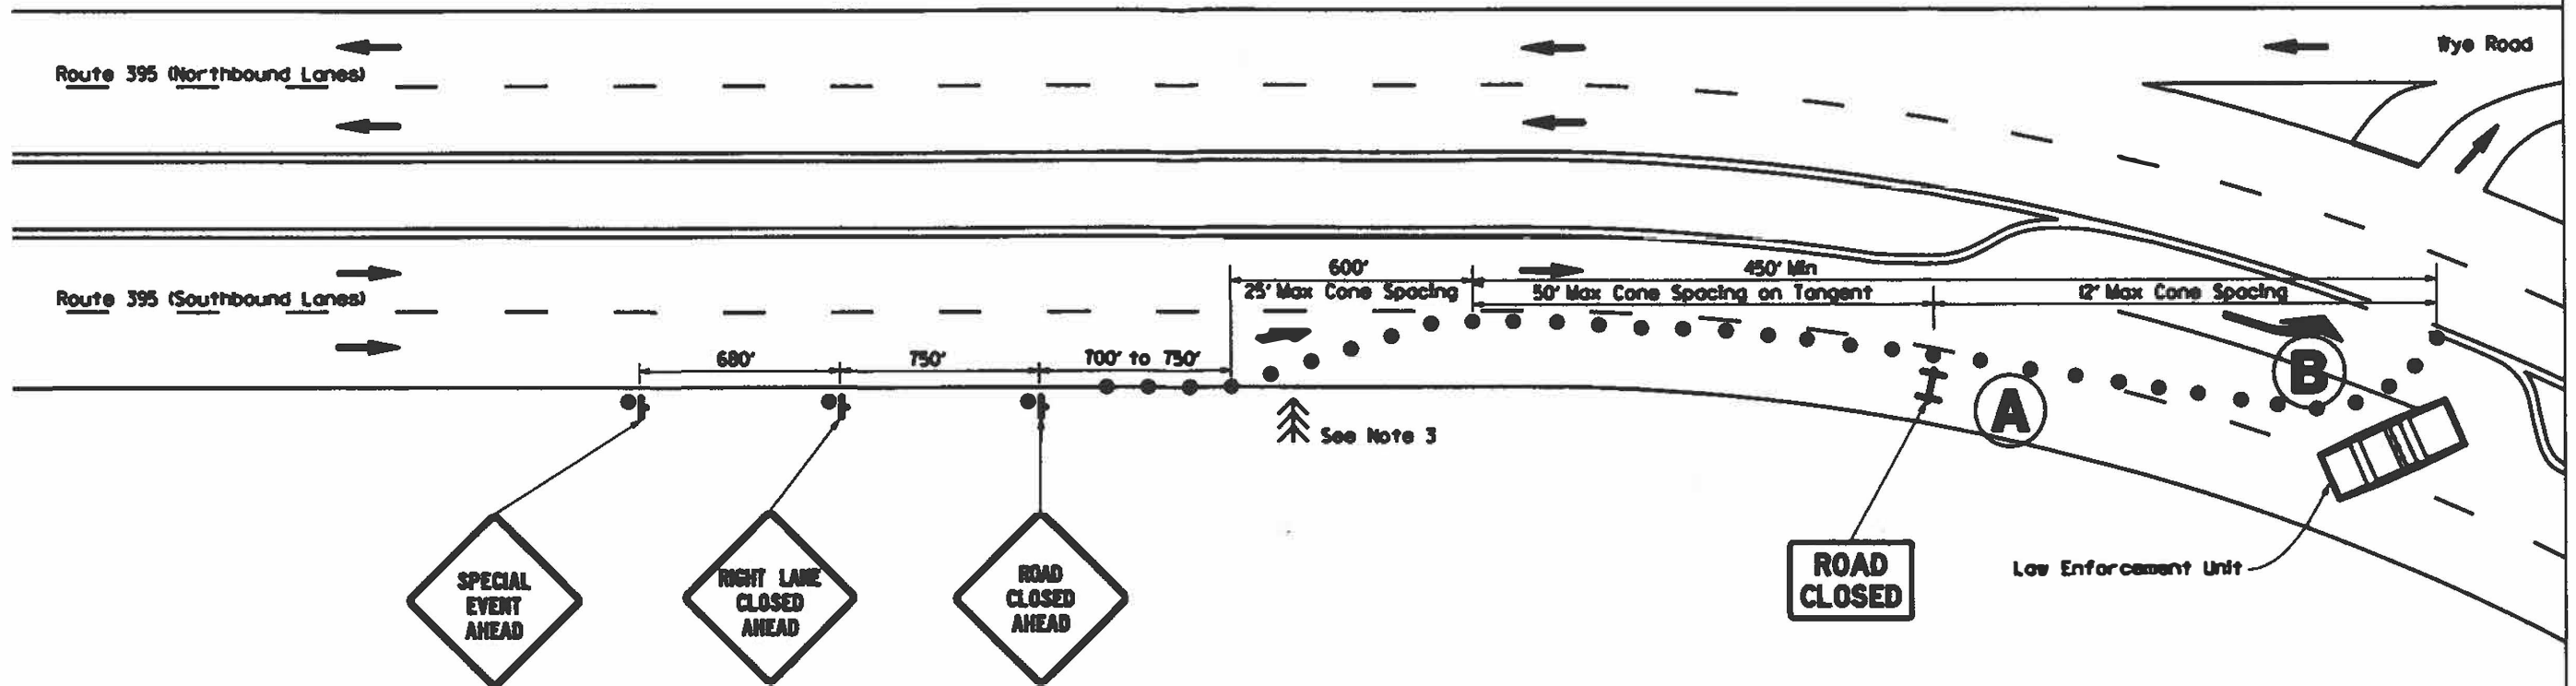 Wye Road
Route 395 (Northbound Lanes)
Route 395 (Southbound Lanes)
600'
450' Min
25' Max Cone Spacing
50' Max Cone Spacing on Tangent
12' Max Cone Spacing
680'
750'
700' to 750'
See Note 3
A
B
SPECIAL
EVENT
AHEAD
RIGHT LANE
CLOSED
AHEAD
ROAD
CLOSED
AHEAD
ROAD
CLOSED
Law Enforcement Unit